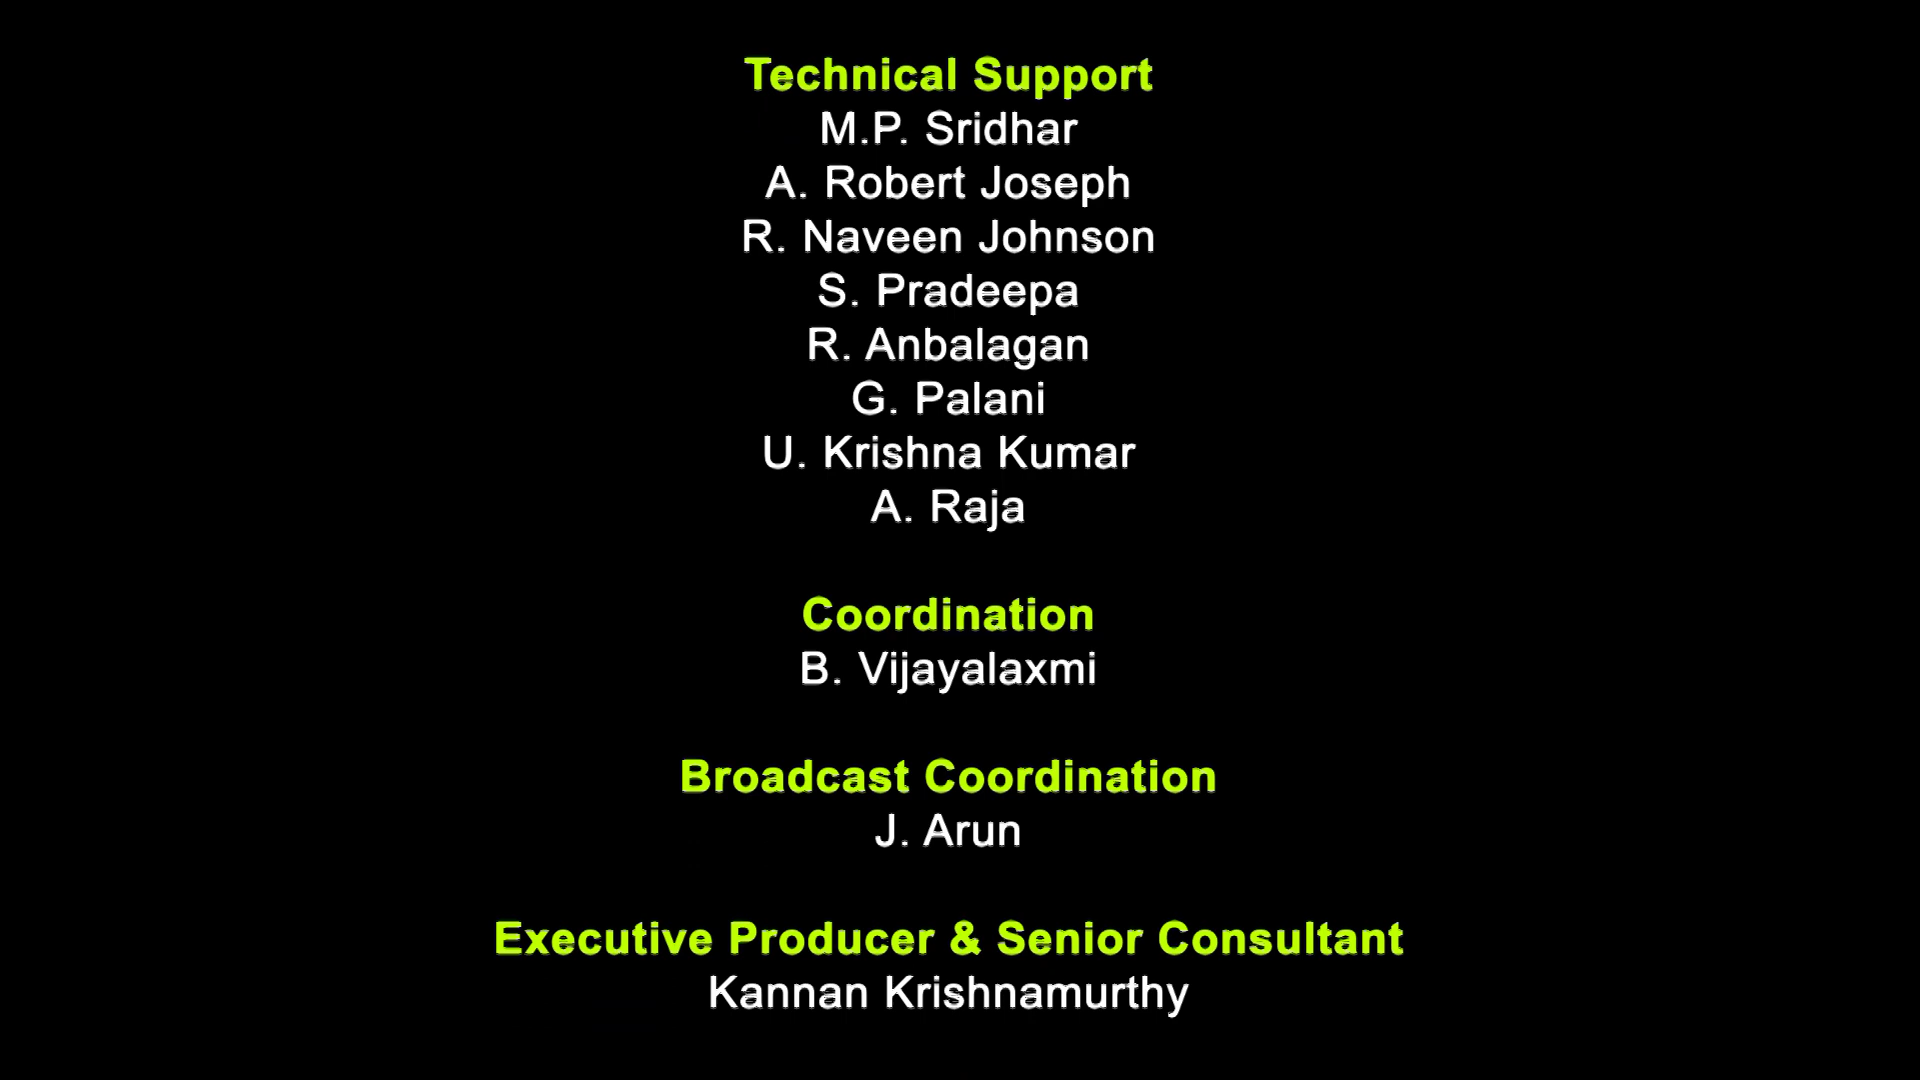 Technical Support
M.P. Sridhar
A. Robert Joseph
R. Naveen Johnson
S. Pradeepa
R. Anbalagan
G. Palani
U. Krishna Kumar
A. Raja
Coordination
B. Vijayalaxmi
Broadcast Coordination
J. Arun
Executive Producer & Senior Consultant
Kannan Krishnamurthy